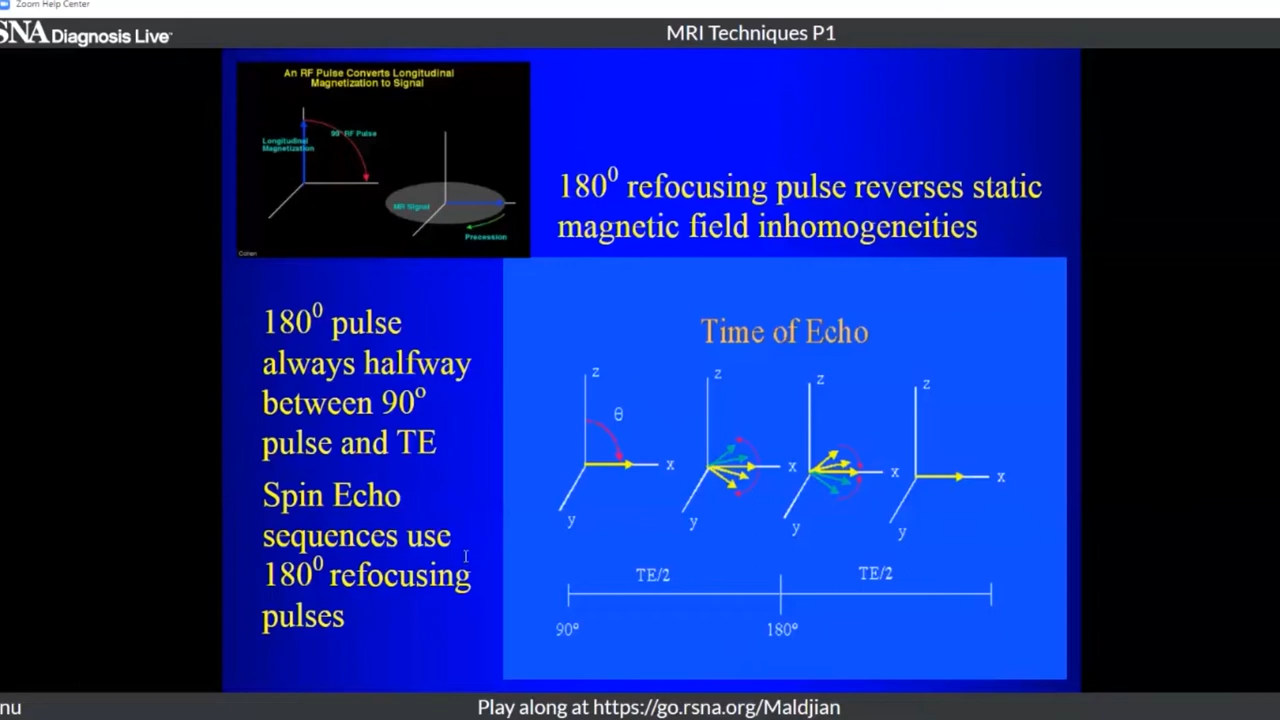 Zoom Help Center
SNA Diagnosis Live™
MRI Techniques P1
An RF Pulse Converts Longitudinal
Magnetization to Signal
90° RF Pulse
Longitudinal
Magnetization
MR Signal
Precession
Cohen
180⁰ refocusing pulse reverses static
magnetic field inhomogeneities
180⁰ pulse
always halfway
between 90°
pulse and TE
Spin Echo
sequences use
180⁰ refocusing
pulses
Time of Echo
z
θ
x
y
z
x
y
z
x
y
z
x
y
TE/2
TE/2
90°
180°
nu
Play along at https://go.rsna.org/Maldjian